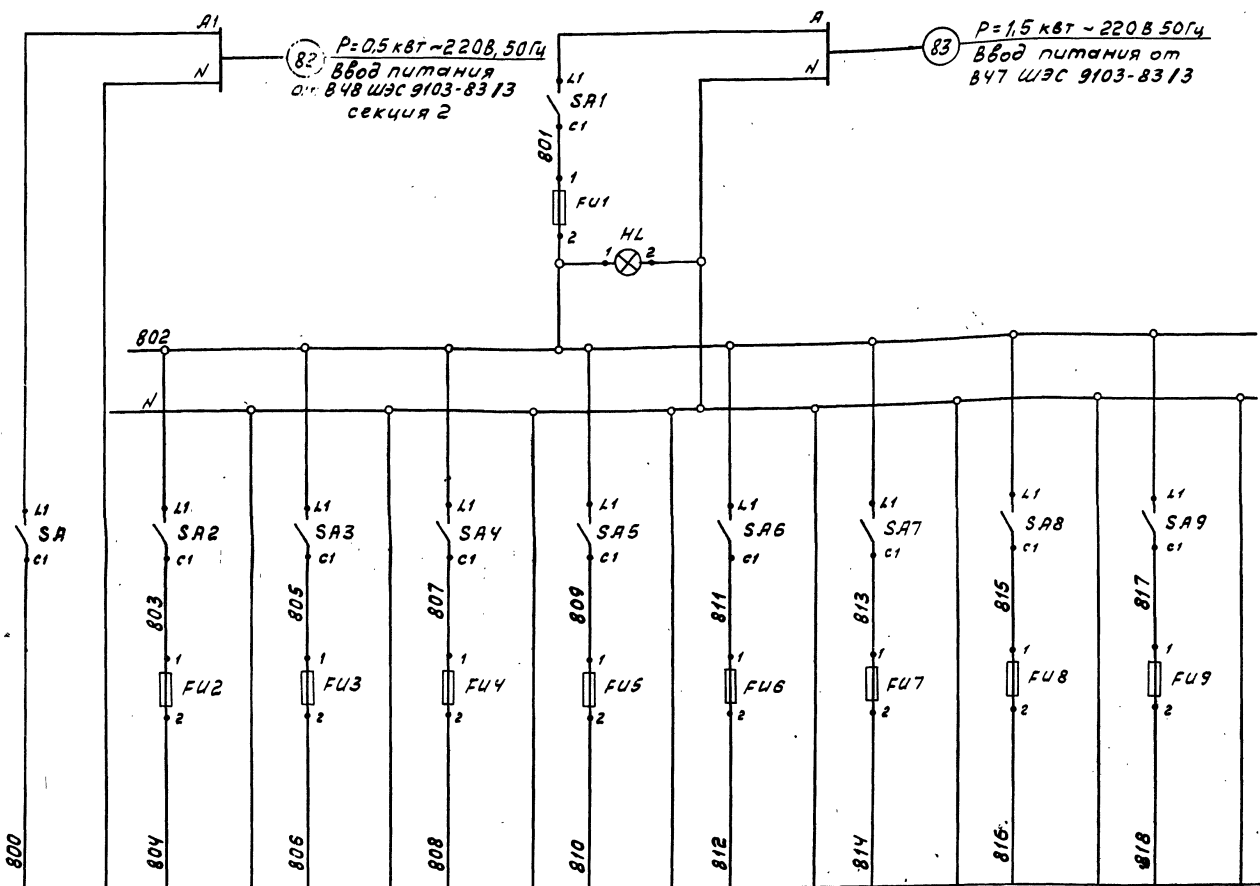 A1
N
82
P=0,5 квт ~220В, 50Гц
Ввод питания
от В48 ШЭС 9103-83/3
секция 2
A
N
83
P=1,5 квт ~ 220В 50Гц
Ввод питания от
В47 ШЭС 9103-83/3
L1
SA1
C1
801
1
FU1
2
HL
1
2
802
N
L1
SA
C1
L1
SA2
C1
L1
SA3
C1
L1
SA4
C1
L1
SA5
C1
L1
SA6
C1
L1
SA7
C1
L1
SA8
C1
L1
SA9
C1
803
805
807
809
811
813
815
817
1
FU2
2
1
FU3
2
1
FU4
2
1
FU5
2
1
FU6
2
1
FU7
2
1
FU8
2
1
FU9
2
800
804
806
808
810
812
814
816
818